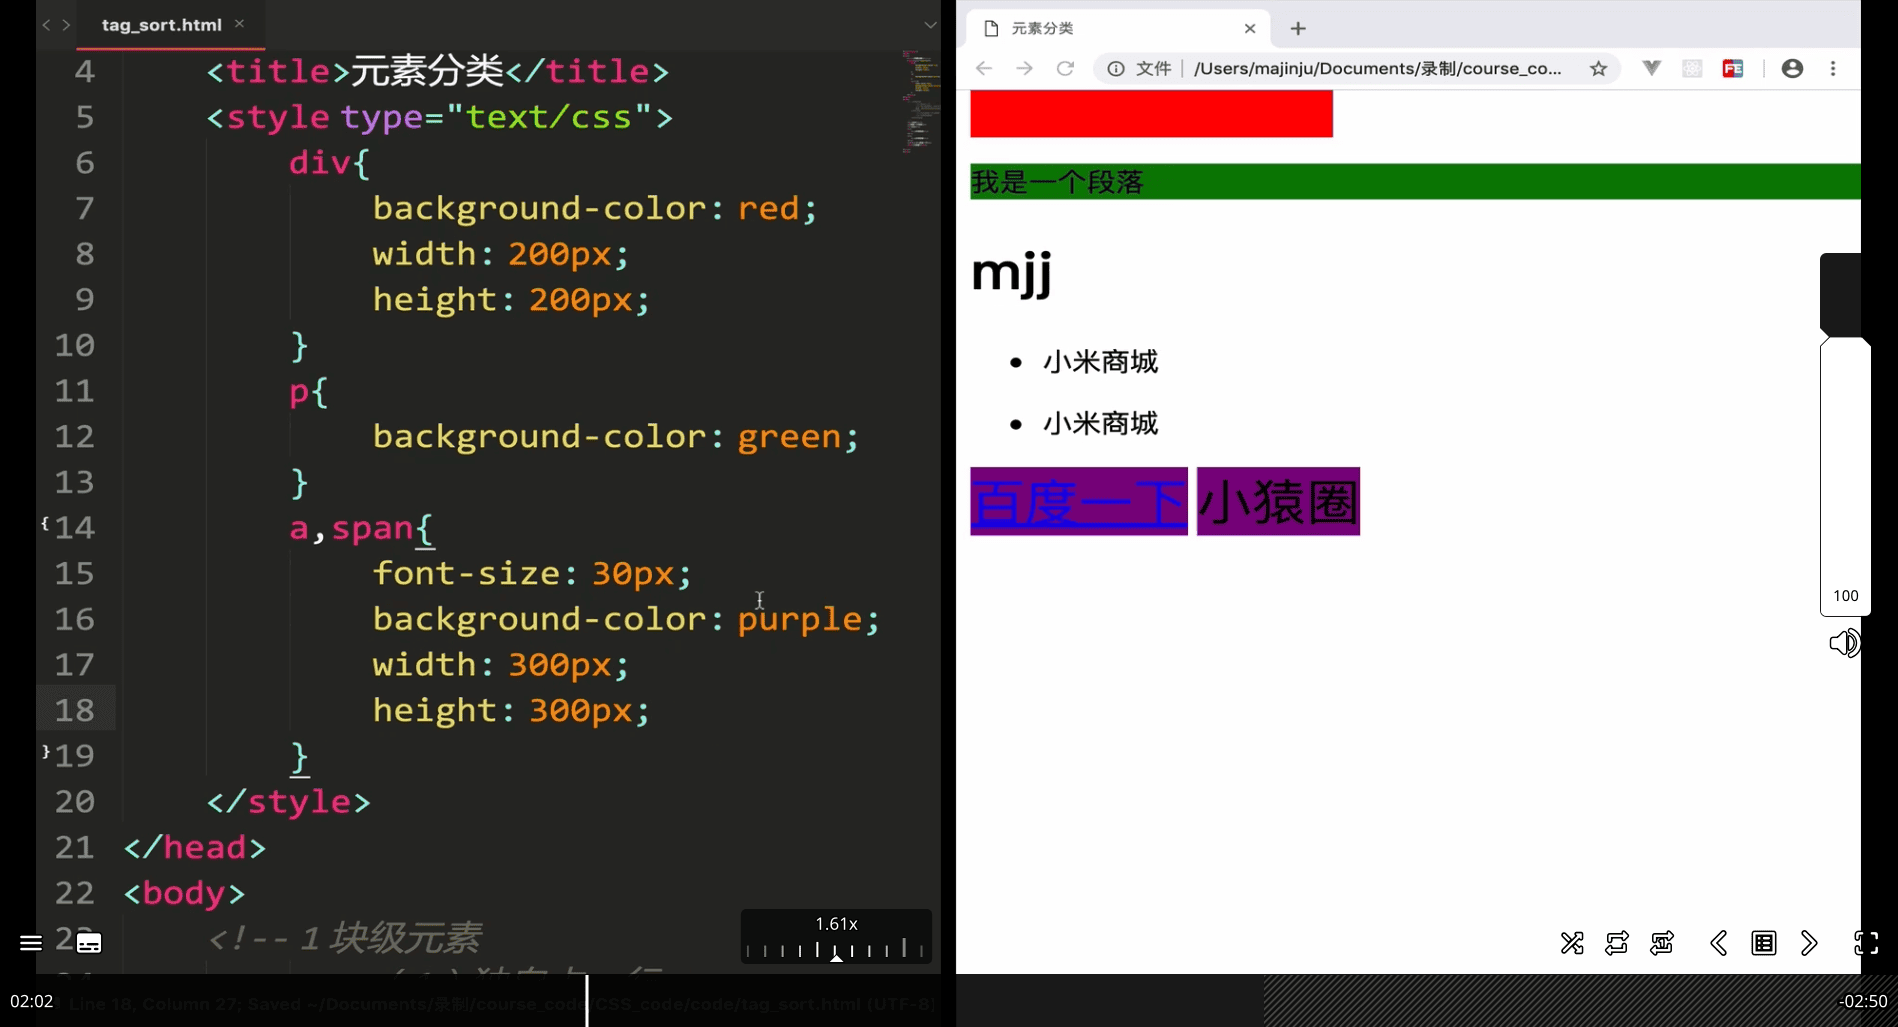 tag_sort.html ×
4 <title>元素分类</title>
5 <style type="text/css">
6 div{
7 background-color: red;
8 width: 200px;
9 height: 200px;
10 }
11 p{
12 background-color: green;
13 }
14 a,span{
15 font-size: 30px;
16 background-color: purple;
17 width: 300px;
18 height: 300px;
19 }
20 </style>
21 </head>
22 <body>
<!-- 1 块级元素
1.61x
02:02
Line 18, Column 27; Saved ~/Documents/录制/course_code/CSS_code/code/tag_sort.html (UTF-8)
元素分类
文件 /Users/majinju/Documents/录制/course_co...
FE
我是一个段落
mjj
• 小米商城
• 小米商城
百度一下 小猿圈
100
-02:50